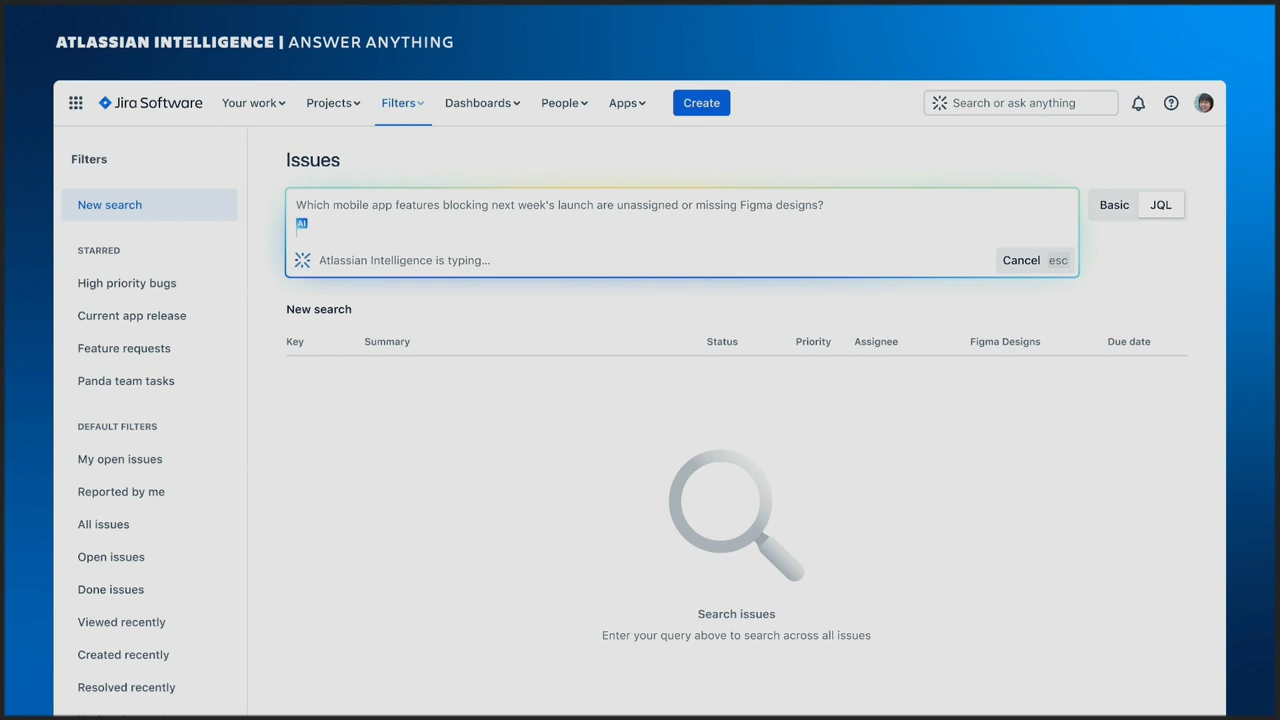 ATLASSIAN INTELLIGENCE | ANSWER ANYTHING
Jira Software Your work Projects Filters Dashboards People Apps Create Search or ask anything
Filters
New search
STARRED
High priority bugs
Current app release
Feature requests
Panda team tasks
DEFAULT FILTERS
My open issues
Reported by me
All issues
Open issues
Done issues
Viewed recently
Created recently
Resolved recently
Issues
Which mobile app features blocking next week's launch are unassigned or missing Figma designs?
AI
Atlassian Intelligence is typing... Cancel esc
Basic JQL
New search
Key Summary Status Priority Assignee Figma Designs Due date
Search issues
Enter your query above to search across all issues